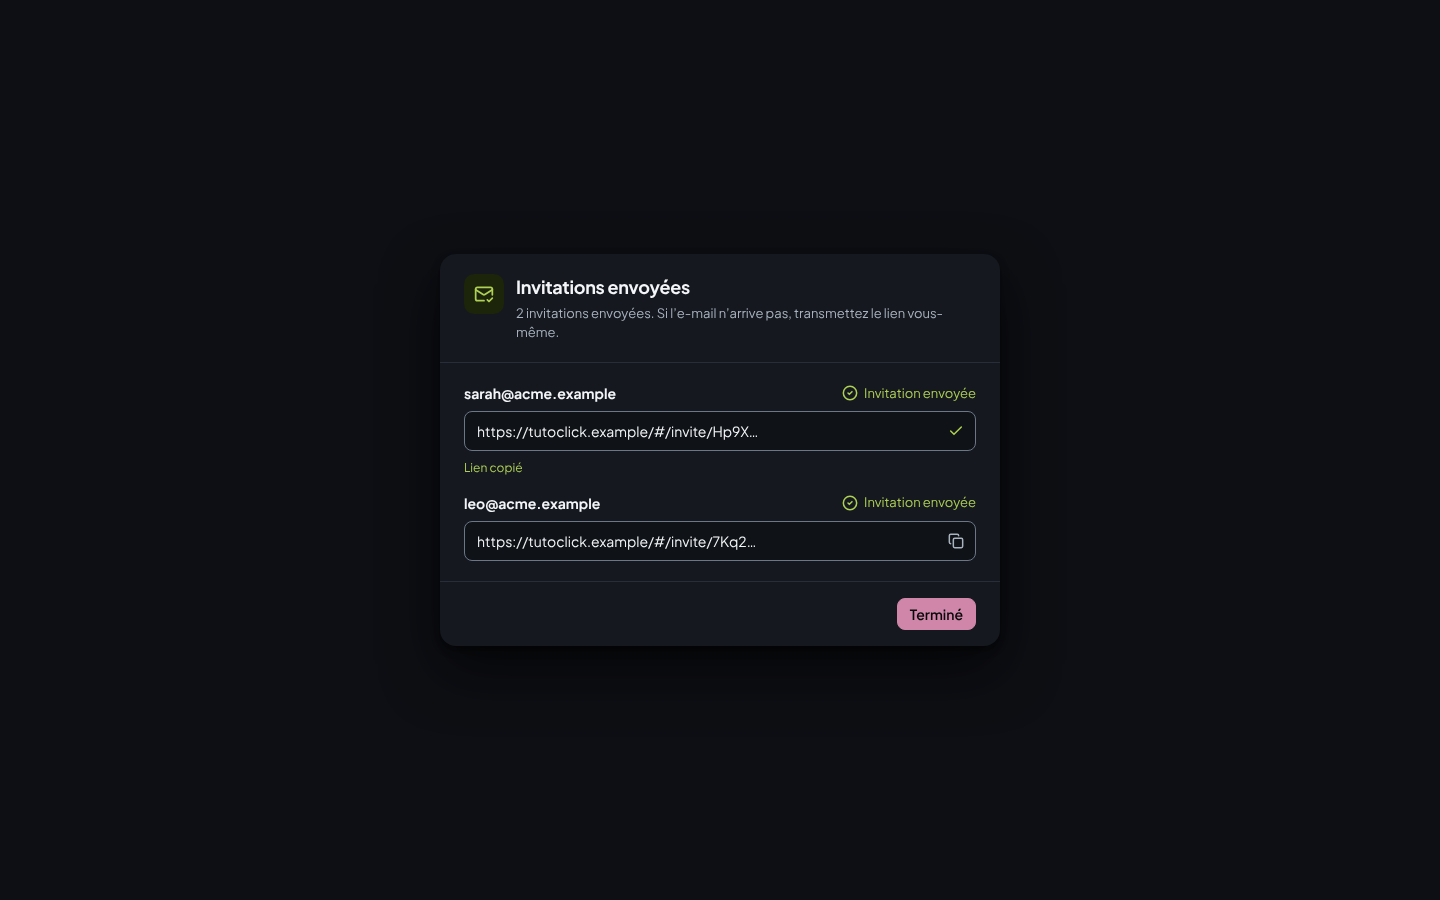 Invitations envoyées
2 invitations envoyées. Si l'e-mail n'arrive pas, transmettez le lien vous-
même.
sarah@acme.example
Invitation envoyée
https://tutoclick.example/#/invite/Hp9X…
Lien copié
leo@acme.example
Invitation envoyée
https://tutoclick.example/#/invite/7Kq2…
Terminé